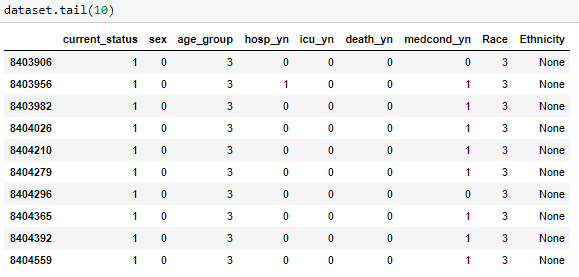 dataset.tail(10)
current_status sex age_group hosp_yn icu_yn death_yn medcond_yn Race Ethnicity
8403906 1 0 3 0 0 0 0 3 None
8403956 1 0 3 1 0 0 1 3 None
8403982 1 0 3 0 0 0 1 3 None
8404026 1 0 3 0 0 0 1 3 None
8404210 1 0 3 0 0 0 1 3 None
8404279 1 0 3 0 0 0 1 3 None
8404296 1 0 3 0 0 0 0 3 None
8404365 1 0 3 0 0 0 1 3 None
8404392 1 0 3 0 0 0 1 3 None
8404559 1 0 3 0 0 0 1 3 None